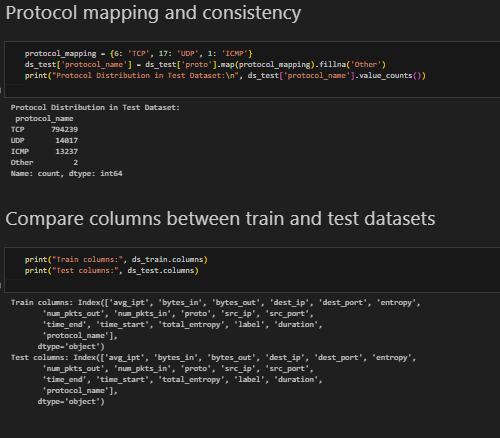 Protocol mapping and consistency
protocol_mapping = {6: 'TCP', 17: 'UDP', 1: 'ICMP'}
ds_test['protocol_name'] = ds_test['proto'].map(protocol_mapping).fillna('Other')
print("Protocol Distribution in Test Dataset:\n", ds_test['protocol_name'].value_counts())
Protocol Distribution in Test Dataset:
 protocol_name
TCP      794239
UDP       14017
ICMP      13237
Other         2
Name: count, dtype: int64
Compare columns between train and test datasets
print("Train columns:", ds_train.columns)
print("Test columns:", ds_test.columns)
Train columns: Index(['avg_ipt', 'bytes_in', 'bytes_out', 'dest_ip', 'dest_port', 'entropy',
       'num_pkts_out', 'num_pkts_in', 'proto', 'src_ip', 'src_port',
       'time_end', 'time_start', 'total_entropy', 'label', 'duration',
       'protocol_name'],
      dtype='object')
Test columns: Index(['avg_ipt', 'bytes_in', 'bytes_out', 'dest_ip', 'dest_port', 'entropy',
       'num_pkts_out', 'num_pkts_in', 'proto', 'src_ip', 'src_port',
       'time_end', 'time_start', 'total_entropy', 'label', 'duration',
       'protocol_name'],
      dtype='object')